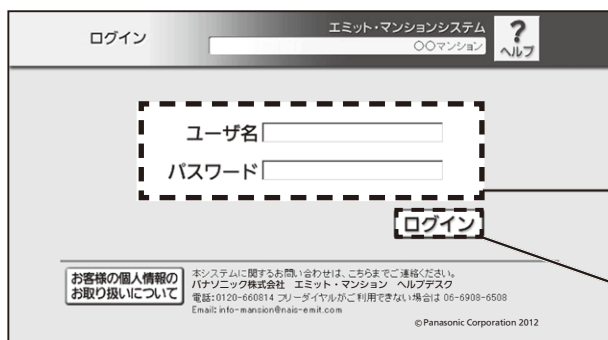 ログイン
エミット・マンションシステム
○○マンション
?
ヘルプ
ユーザ名
パスワード
ログイン
お客様の個人情報の
お取り扱いについて
本システムに関するお問い合わせは、こちらまでご連絡ください。
パナソニック株式会社 エミット・マンション ヘルプデスク
電話:0120-660814 フリーダイヤルがご利用できない場合は 06-6908-6508
Email: info-mansion@nais-emit.com
©Panasonic Corporation 2012